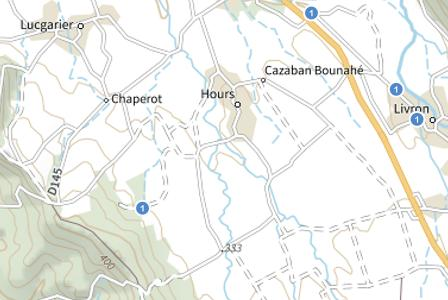 1
Lucgarier
Cazaban Bounahé
1
Hours
Chaperot
Livron
1
D145
1
333
400